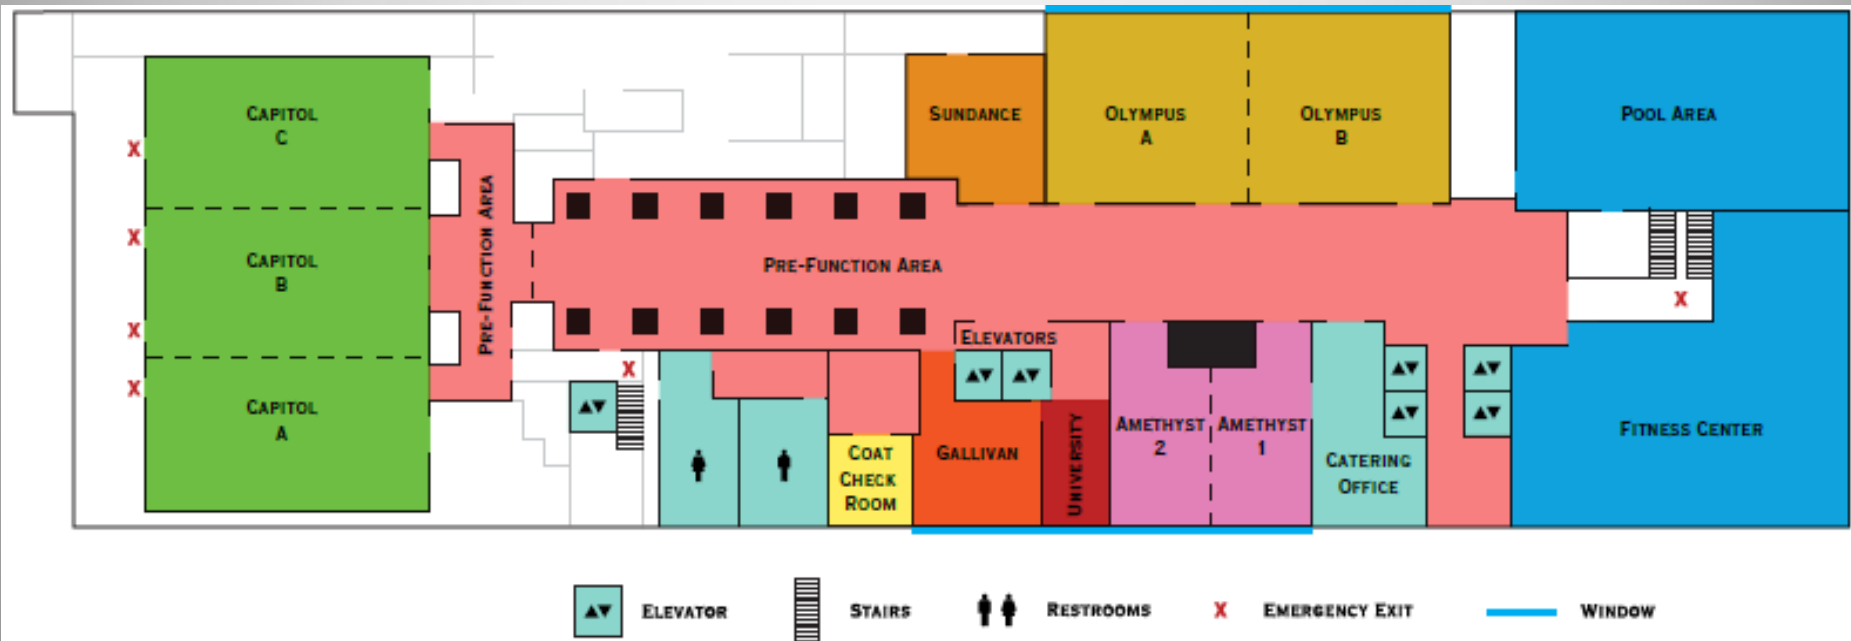 CAPITOL
C
CAPITOL
B
CAPITOL
A
X
X
X
X
PRE-FUNCTION AREA
PRE-FUNCTION AREA
SUNDANCE
OLYMPUS
A
OLYMPUS
B
POOL AREA
X
X
ELEVATORS
COAT
CHECK
ROOM
GALLIVAN
UNIVERSITY
AMETHYST
2
AMETHYST
1
CATERING
OFFICE
FITNESS CENTER
ELEVATOR
STAIRS
RESTROOMS
X EMERGENCY EXIT
WINDOW